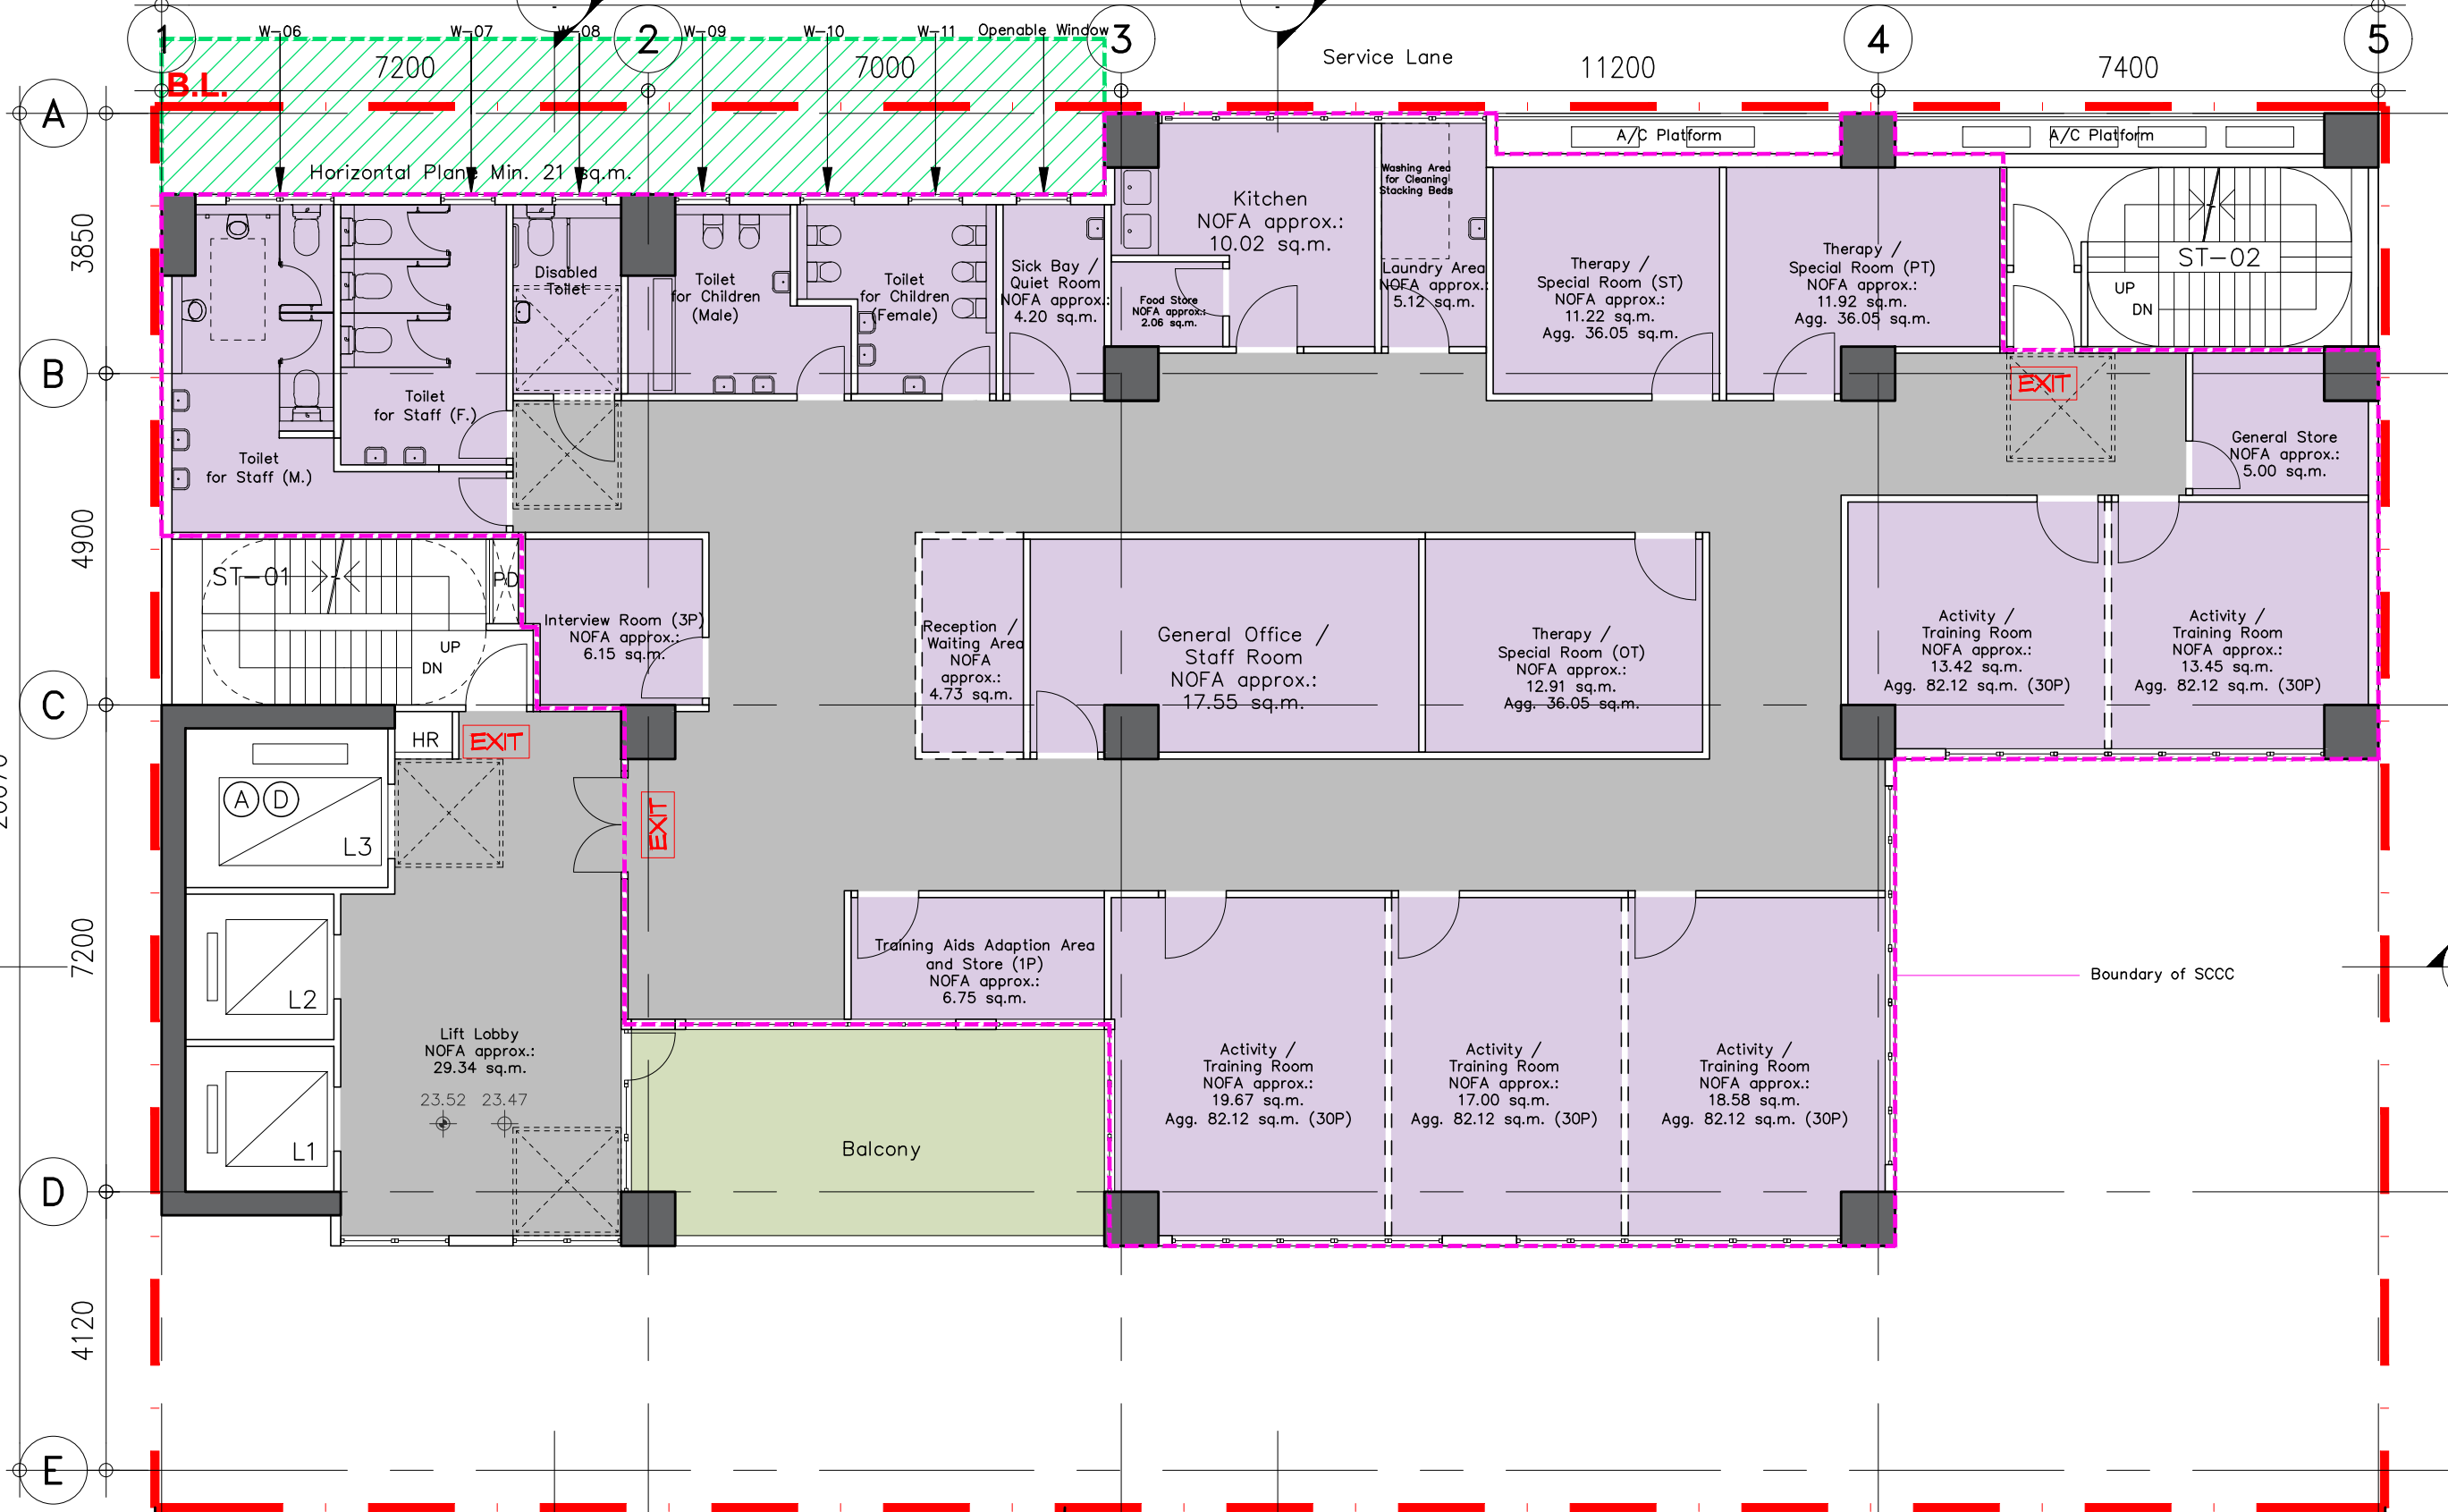 1
W-06
W-07
W-08
2
W-09
W-10
W-11
Openable Window
3
Service Lane
4
5
7200
7000
11200
7400
B.L.
A
A/C Platform
A/C Platform
Horizontal Plane Min. 21 sq.m.
3850
Disabled
Toilet
Toilet
for Children
(Male)
Toilet
for Children
(Female)
Sick Bay /
Quiet Room
NOFA approx.:
4.20 sq.m.
Kitchen
NOFA approx.:
10.02 sq.m.
Food Store
NOFA approx.:
2.06 sq.m.
Washing Area
for Cleaning
Stacking Beds
Laundry Area
NOFA approx.:
5.12 sq.m.
Therapy /
Special Room (ST)
NOFA approx.:
11.22 sq.m.
Agg. 36.05 sq.m.
Therapy /
Special Room (PT)
NOFA approx.:
11.92 sq.m.
Agg. 36.05 sq.m.
ST-02
UP
DN
B
EXIT
Toilet
for Staff (F.)
Toilet
for Staff (M.)
General Store
NOFA approx.:
5.00 sq.m.
4900
ST-01
PD
UP
DN
Interview Room (3P)
NOFA approx.:
6.15 sq.m.
Reception /
Waiting Area
NOFA
approx.:
4.73 sq.m.
General Office /
Staff Room
NOFA approx.:
17.55 sq.m.
Therapy /
Special Room (OT)
NOFA approx.:
12.91 sq.m.
Agg. 36.05 sq.m.
Activity /
Training Room
NOFA approx.:
13.42 sq.m.
Agg. 82.12 sq.m. (30P)
Activity /
Training Room
NOFA approx.:
13.45 sq.m.
Agg. 82.12 sq.m. (30P)
C
HR
EXIT
A
D
L3
EXIT
7200
L2
L1
Lift Lobby
NOFA approx.:
29.34 sq.m.
23.52
23.47
Training Aids Adaption Area
and Store (1P)
NOFA approx.:
6.75 sq.m.
Boundary of SCCC
Balcony
Activity /
Training Room
NOFA approx.:
19.67 sq.m.
Agg. 82.12 sq.m. (30P)
Activity /
Training Room
NOFA approx.:
17.00 sq.m.
Agg. 82.12 sq.m. (30P)
Activity /
Training Room
NOFA approx.:
18.58 sq.m.
Agg. 82.12 sq.m. (30P)
D
4120
E